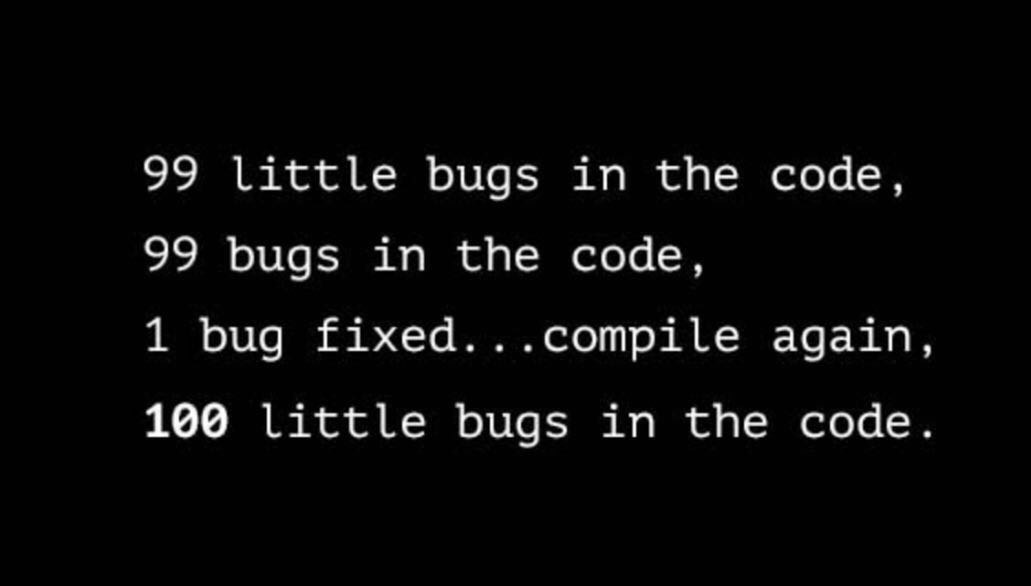 99 little bugs in the code,
99 bugs in the code,
1 bug fixed...compile again,
100 little bugs in the code.